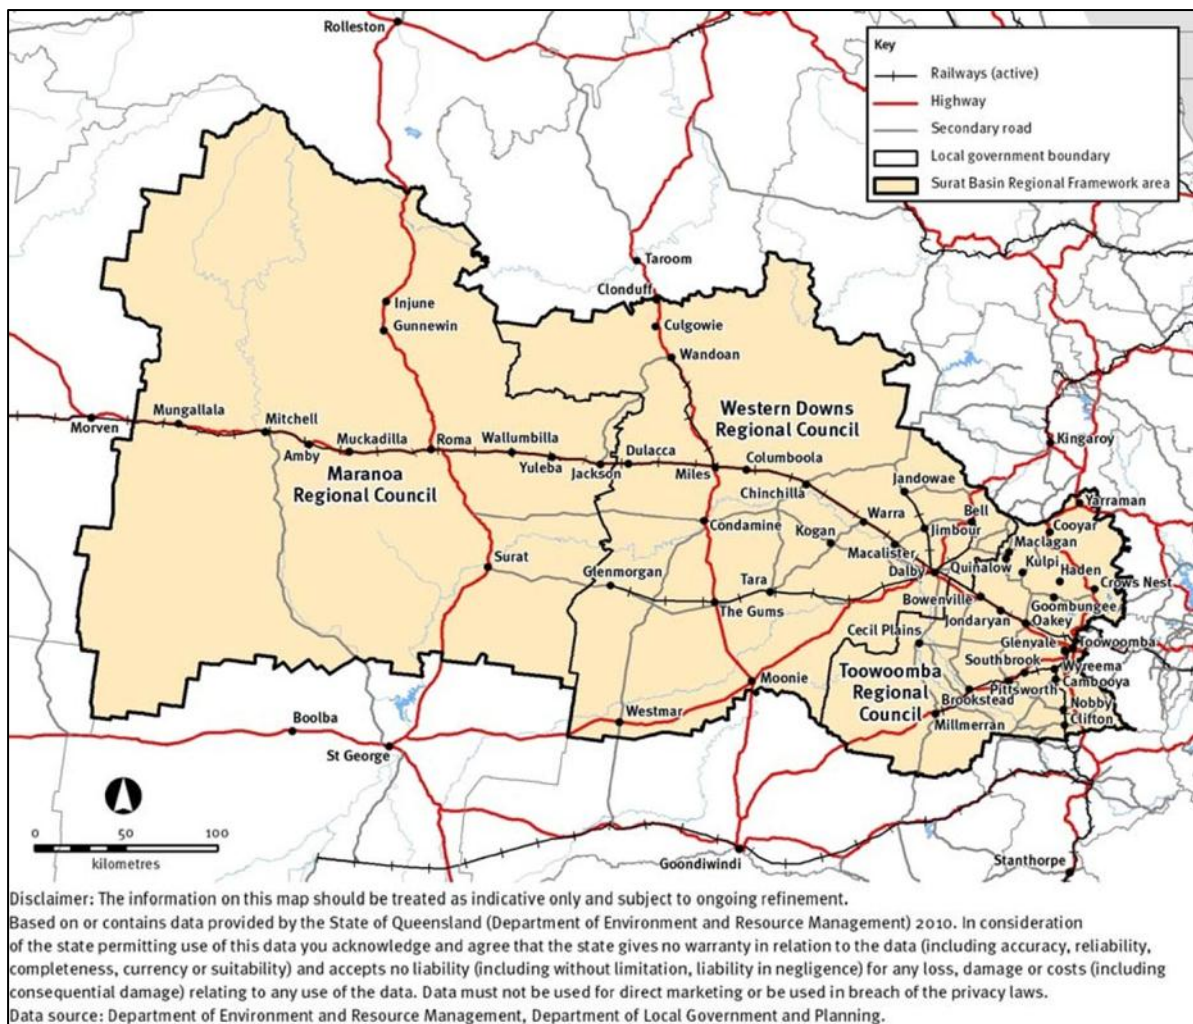 Rolleston
Key
Railways (active)
Highway
Secondary road
Local government boundary
Surat Basin Regional Framework area
Taroom
Clonduff
Injune
Gunnewin
Culgowie
Wandoan
Mungallala
Mitchell
Morven
Amby
Muckadilla
Roma
Wallumbilla
Yuleba
Jackson
Dulacca
Miles
Columboola
Western Downs
Regional Council
Maranoa
Regional Council
Kingaroy
Chinchilla
Jandowae
Yarraman
Warra
Bell
Cooyar
Condamine
Kogan
Jimbour
Maclagan
Macalister
Surat
Glenmorgan
Tara
Dalby
Quinalow
Kulpi
Haden
Crows Nest
The Gums
Bowenville
Goombungee
Jondaryan
Oakey
Cecil Plains
Glenvale
Toowoomba
Southbrook
Wyreema
Toowoomba
Regional
Council
Moonie
Pittsworth
Cambooya
Brookstead
Nobby
Westmar
Millmerran
Clifton
Boolba
St George
0 50 100
kilometres
Goondiwindi
Stanthorpe
Disclaimer: The information on this map should be treated as indicative only and subject to ongoing refinement.
Based on or contains data provided by the State of Queensland (Department of Environment and Resource Management) 2010. In consideration
of the state permitting use of this data you acknowledge and agree that the state gives no warranty in relation to the data (including accuracy, reliability,
completeness, currency or suitability) and accepts no liability (including without limitation, liability in negligence) for any loss, damage or costs (including
consequential damage) relating to any use of the data. Data must not be used for direct marketing or be used in breach of the privacy laws.
Data source: Department of Environment and Resource Management, Department of Local Government and Planning.